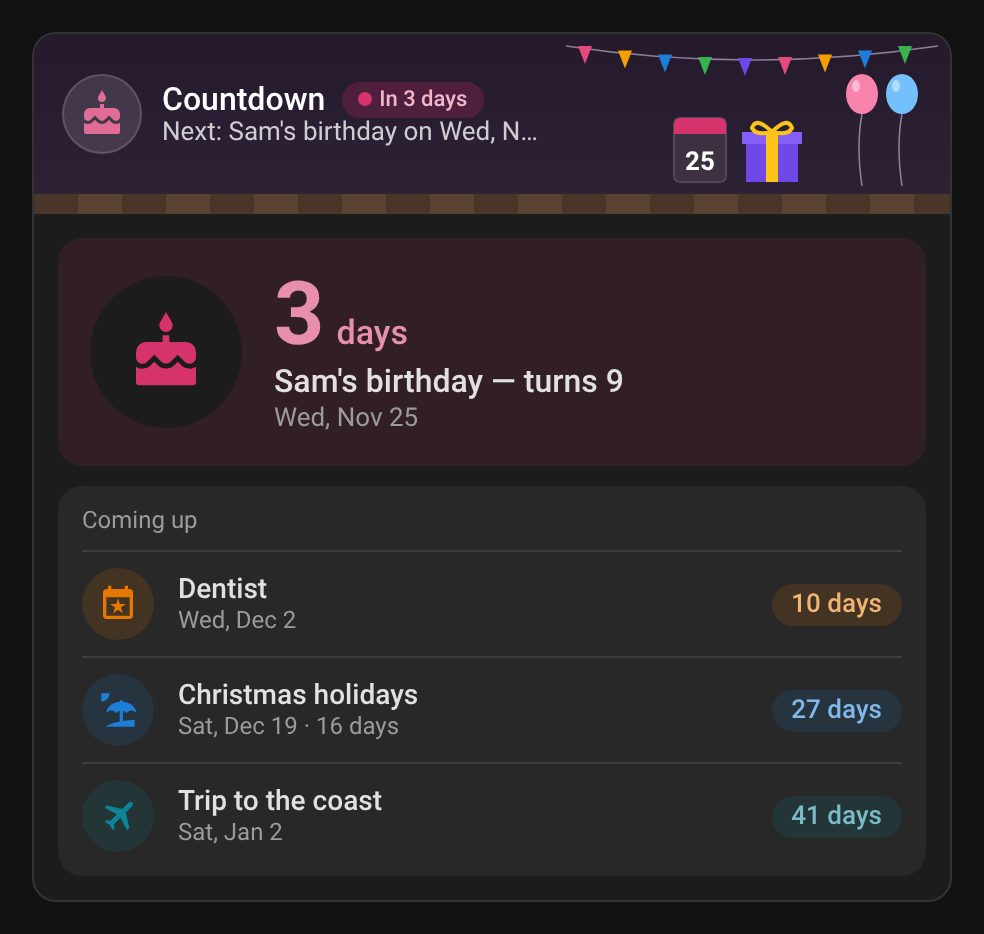 Countdown
In 3 days
Next: Sam's birthday on Wed, N…
25
3 days
Sam's birthday — turns 9
Wed, Nov 25
Coming up
Dentist
Wed, Dec 2
10 days
Christmas holidays
Sat, Dec 19 · 16 days
27 days
Trip to the coast
Sat, Jan 2
41 days